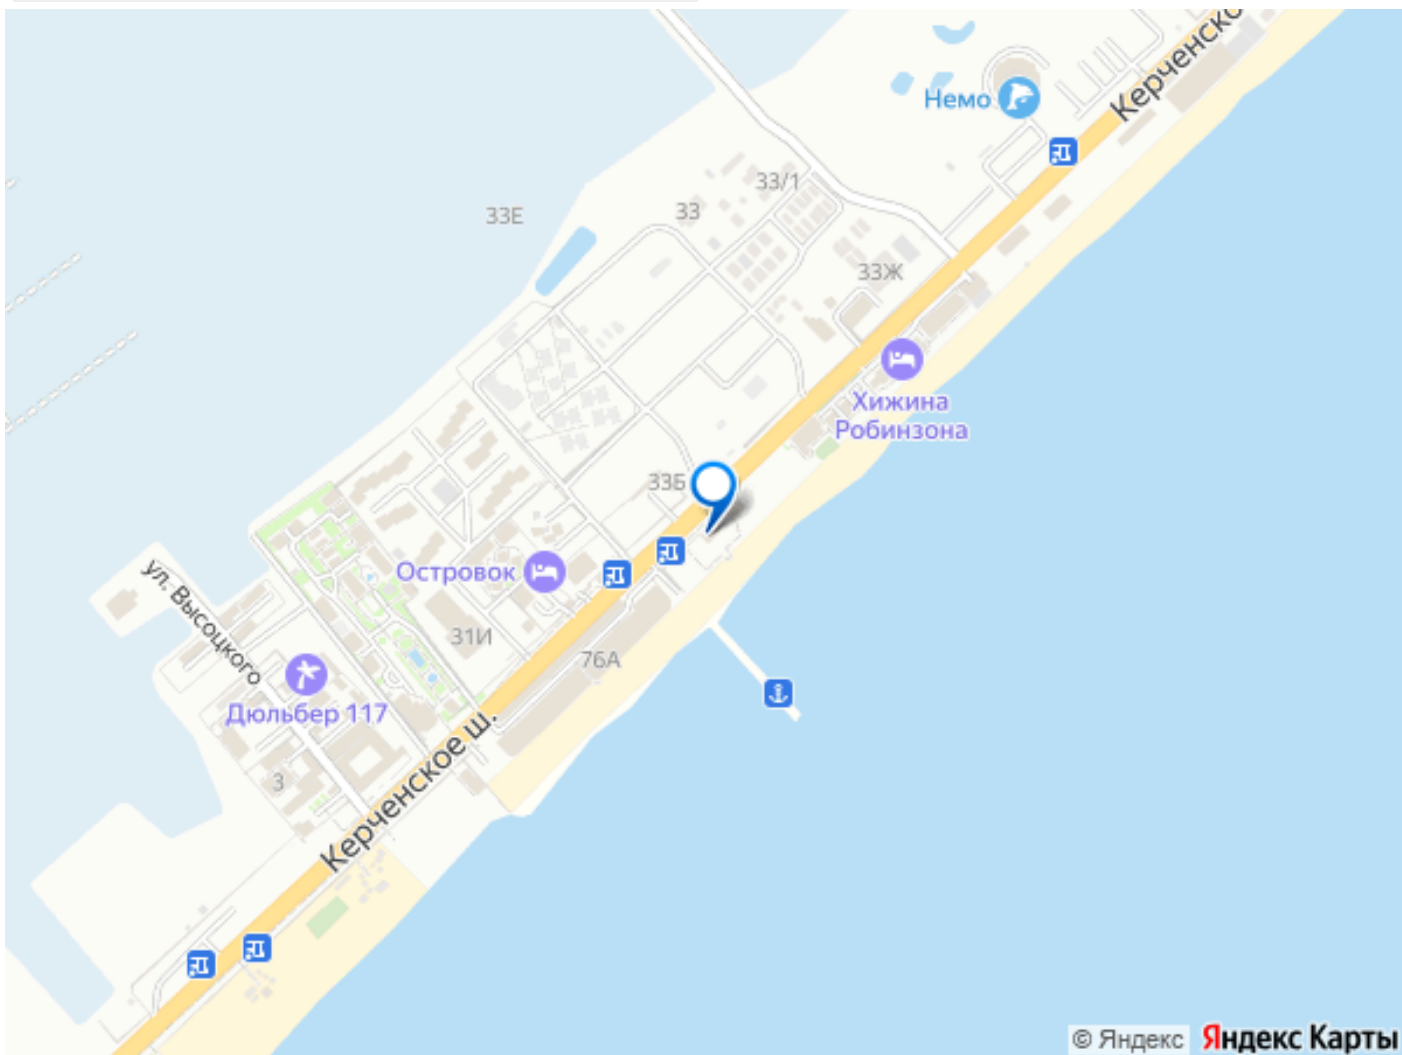 Керченско
Немо
33/1
33
33Е
33Ж
Хижина
Робинзона
33Б
Островок
ул. Высоцкого
31И
76А
Дюльбер 117
3
Керченское ш.
© Яндекс Яндекс Карты